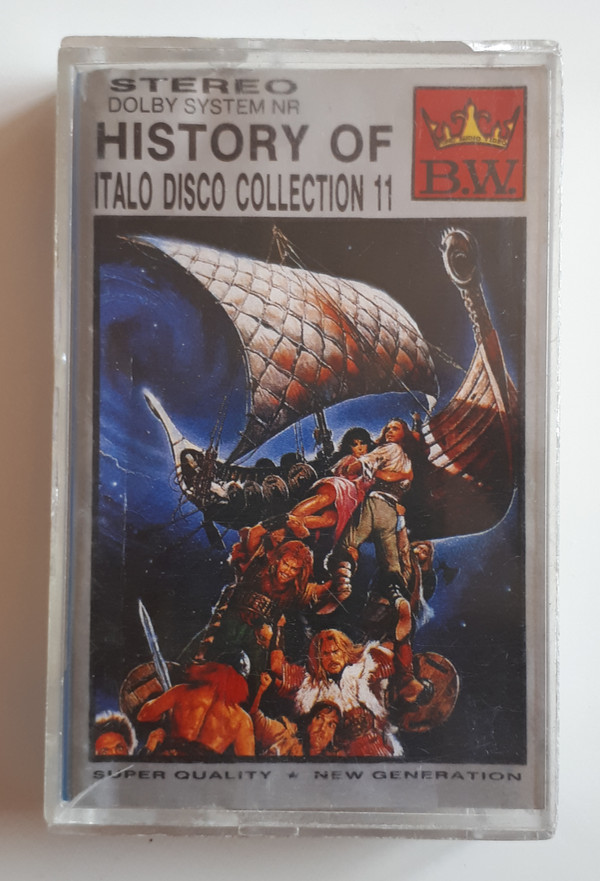 STEREO
DOLBY SYSTEM NR
HISTORY OF
ITALO DISCO COLLECTION 11
B.W.
SUPER QUALITY ★ NEW GENERATION